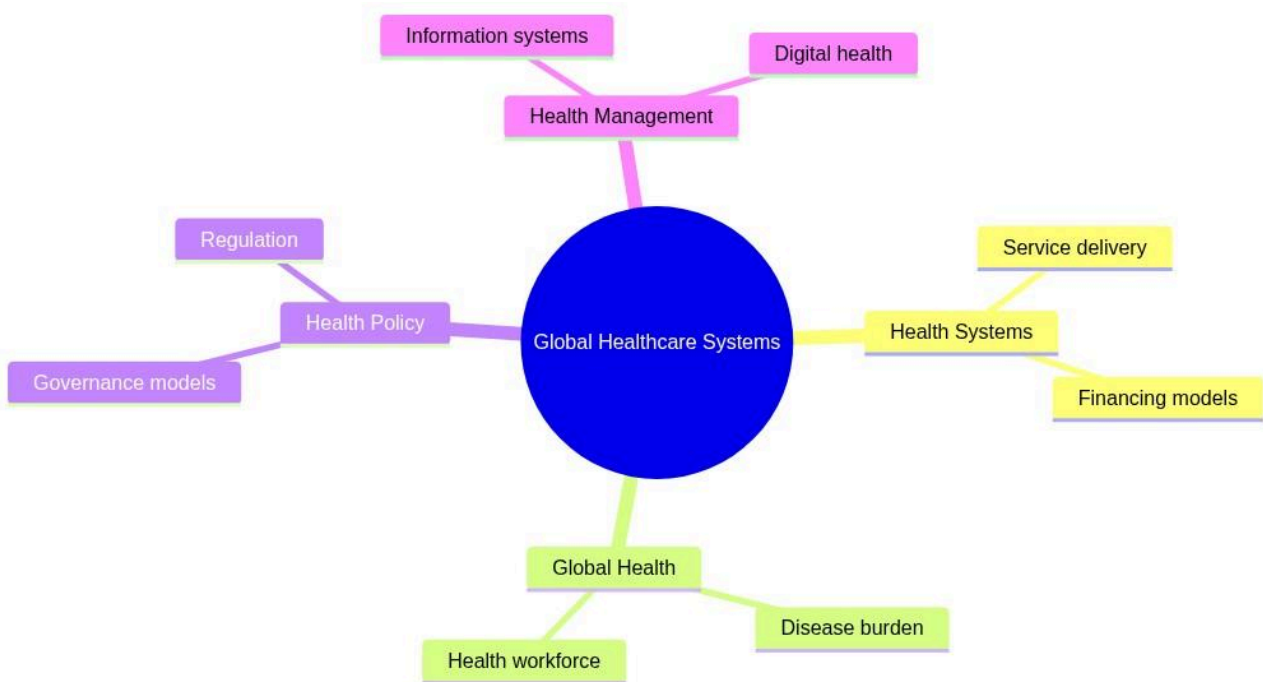 Information systems
Digital health
Health Management
Regulation
Service delivery
Health Policy
Global Healthcare Systems
Health Systems
Governance models
Financing models
Global Health
Disease burden
Health workforce